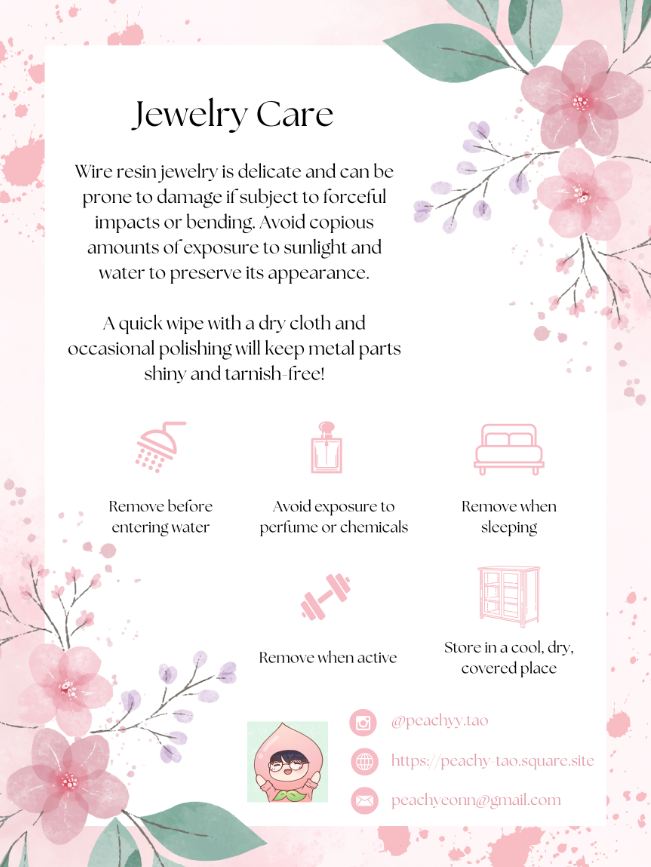 Jewelry Care
Wire resin jewelry is delicate and can be
prone to damage if subject to forceful
impacts or bending. Avoid copious
amounts of exposure to sunlight and
water to preserve its appearance.
A quick wipe with a dry cloth and
occasional polishing will keep metal parts
shiny and tarnish-free!
Remove before
entering water
Avoid exposure to
perfume or chemicals
Remove when
sleeping
Remove when active
Store in a cool, dry,
covered place
@peachyy.tao
https://peachy-tao.square.site
peachyconn@gmail.com